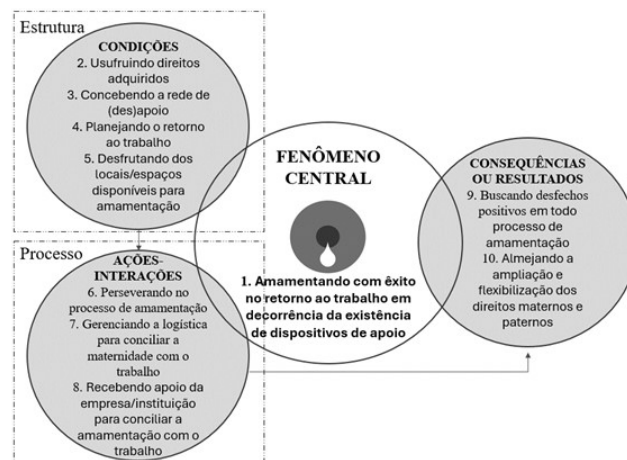 Estrutura
CONDIÇÕES
2. Usufruindo direitos
adquiridos
3. Concebendo a rede de
(des)apoio
4. Planejando o retorno
ao trabalho
5. Desfrutando dos
locais/espaços
disponíveis para
amamentação
Processo
AÇÕES-
INTERAÇÕES
6. Perseverando no
processo de amamentação
7. Gerenciando a logística
para conciliar a
maternidade com o
trabalho
8. Recebendo apoio da
empresa/instituição
para conciliar a
amamentação com o
trabalho
FENÔMENO
CENTRAL
1. Amamentando com êxito
no retorno ao trabalho em
decorrência da existência
de dispositivos de apoio
CONSEQUÊNCIAS
OU RESULTADOS
9. Buscando desfechos
positivos em todo
processo de
amamentação
10. Almejando a
ampliação e
flexibilização dos
direitos maternos e
paternos